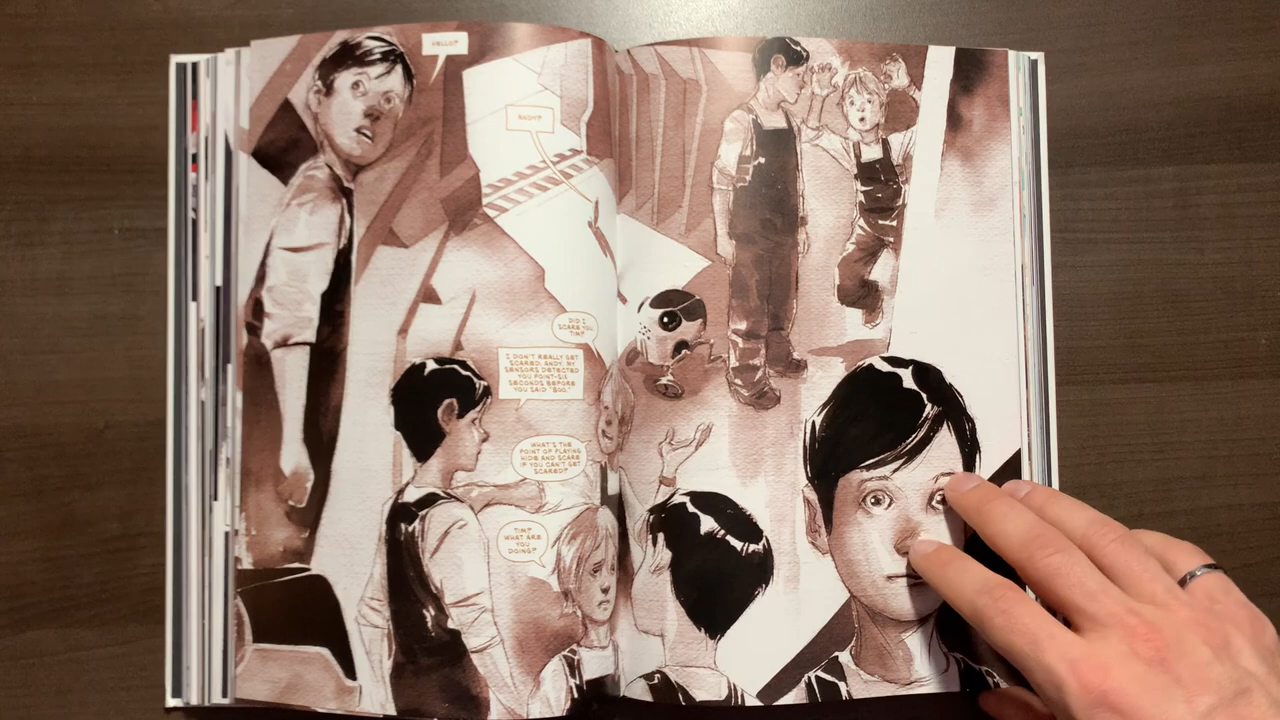 HELLO?
ANDY?
DID I
SCARE YOU,
TIM?
I DON'T REALLY GET
SCARED, ANDY. MY
SENSORS DETECTED
YOU POINT-SIX
SECONDS BEFORE
YOU SAID "BOO."
WHAT'S THE
POINT OF PLAYING
HIDE AND SCARE
IF YOU CAN'T GET
SCARED?
TIM?
WHAT ARE
YOU
DOING?